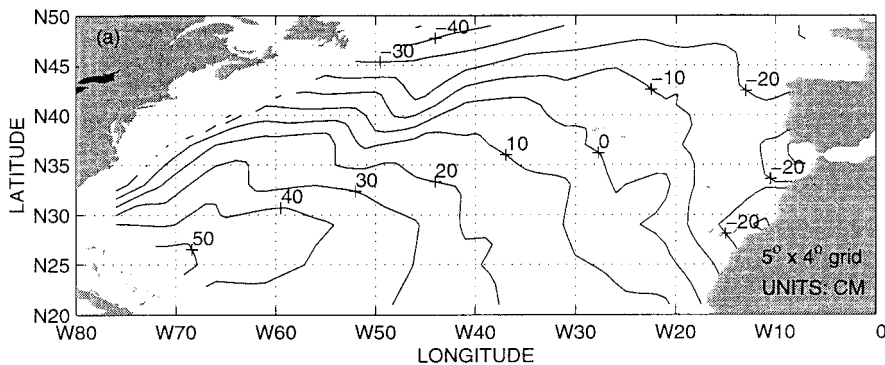 N50
(a)
−40
−30
N45
−10
−20
N40
0
N35
10
20
−20
30
N30
40
−20
50
N25
5° x 4° grid
UNITS: CM
N20
W80 W70 W60 W50 W40 W30 W20 W10 0
LONGITUDE
LATITUDE